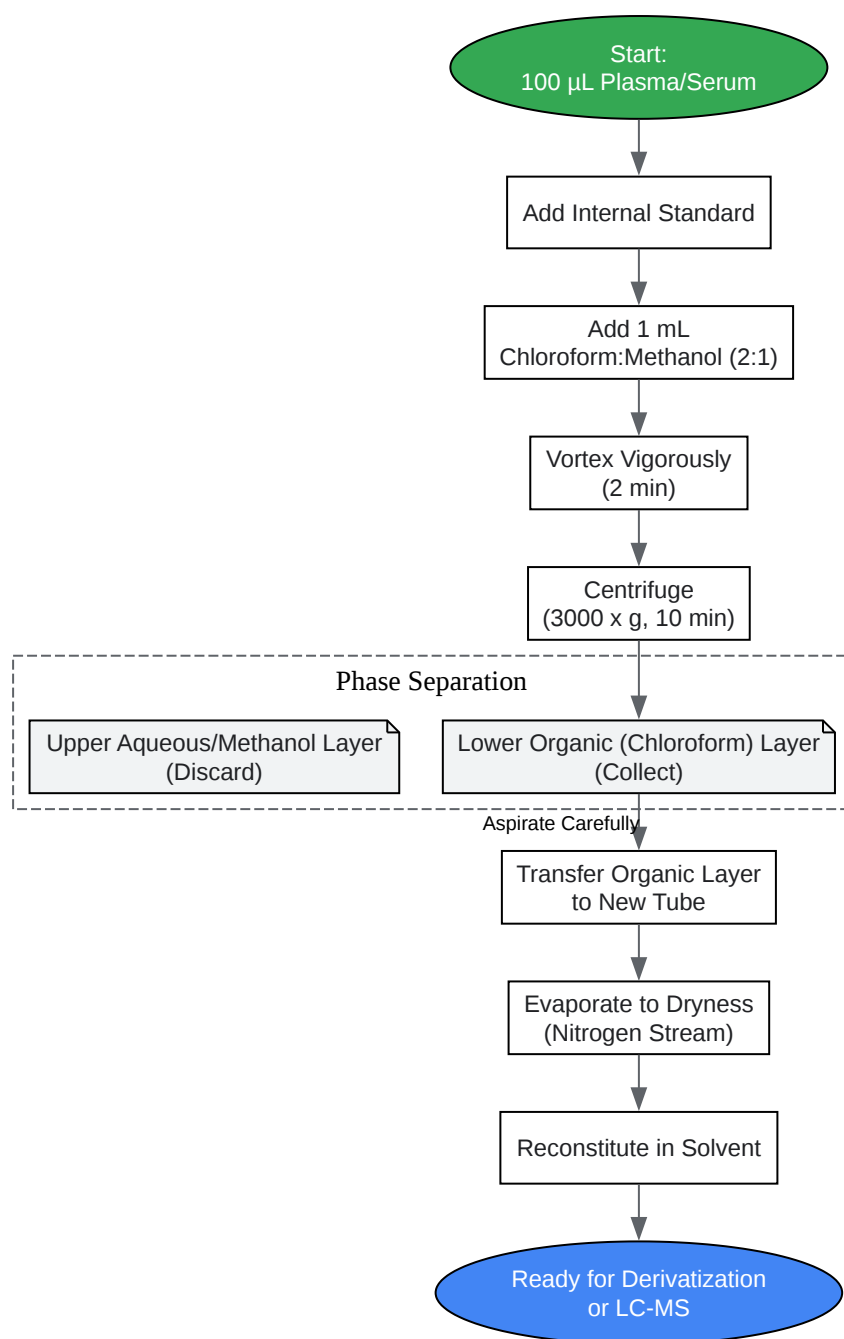 Start:
100 µL Plasma/Serum
Add Internal Standard
Add 1 mL
Chloroform:Methanol (2:1)
Vortex Vigorously
(2 min)
Centrifuge
(3000 x g, 10 min)
Phase Separation
Upper Aqueous/Methanol Layer
(Discard)
Lower Organic (Chloroform) Layer
(Collect)
Aspirate Carefully
Transfer Organic Layer
to New Tube
Evaporate to Dryness
(Nitrogen Stream)
Reconstitute in Solvent
Ready for Derivatization
or LC-MS